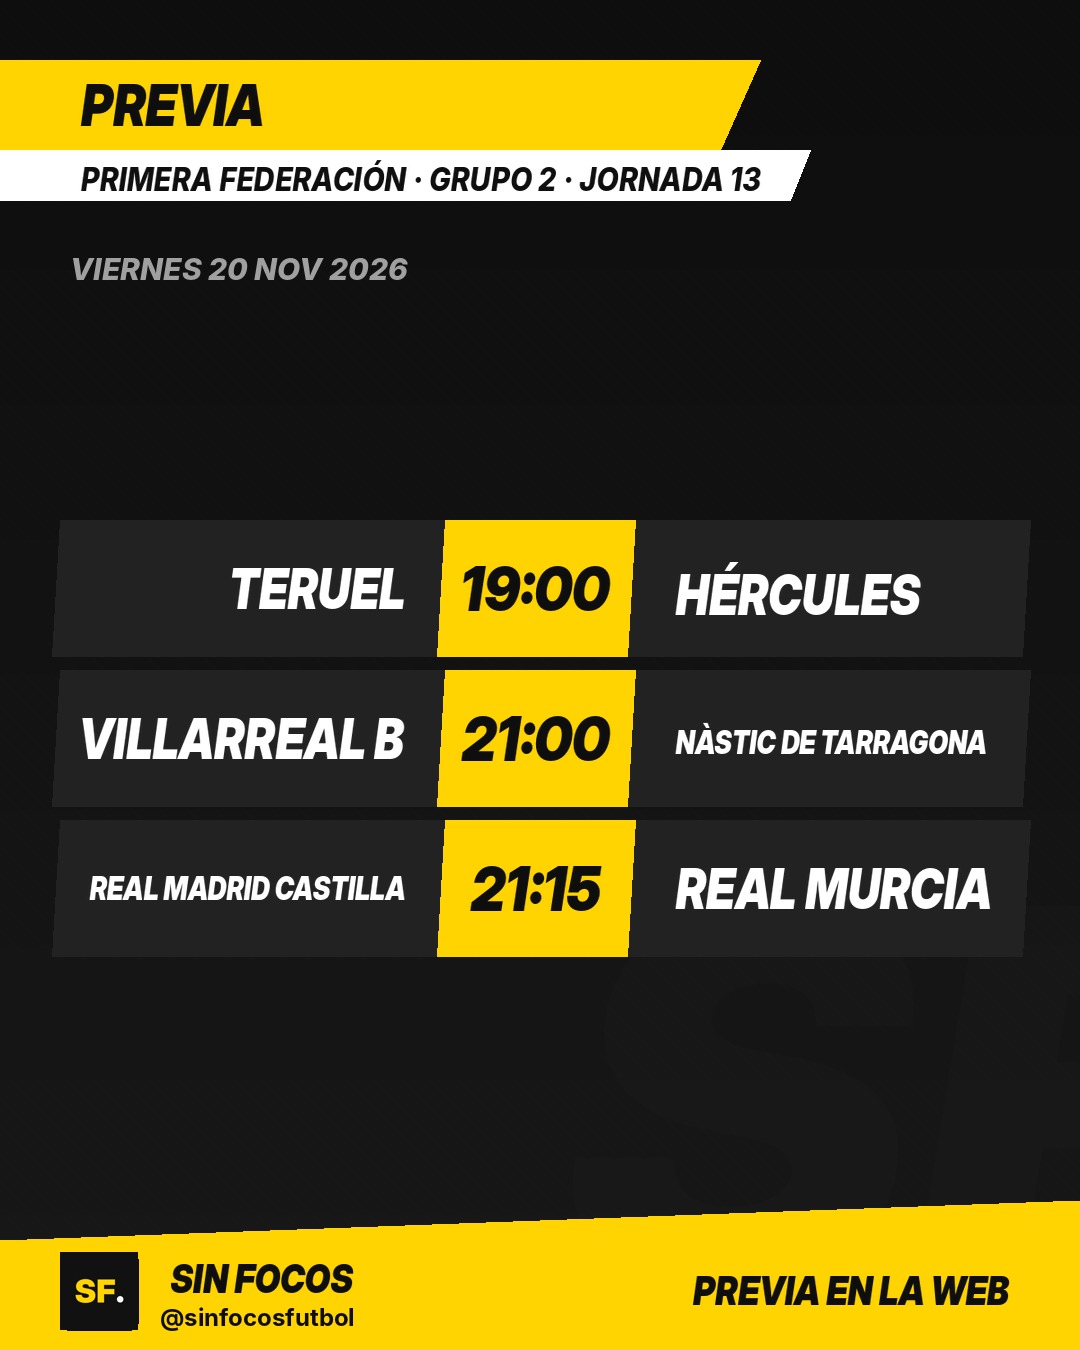 PREVIA
PRIMERA FEDERACIÓN · GRUPO 2 · JORNADA 13
VIERNES 20 NOV 2026
TERUEL 19:00 HÉRCULES
VILLARREAL B 21:00 NÀSTIC DE TARRAGONA
REAL MADRID CASTILLA 21:15 REAL MURCIA
SF
SF.
SIN FOCOS
@sinfocosfutbol
PREVIA EN LA WEB